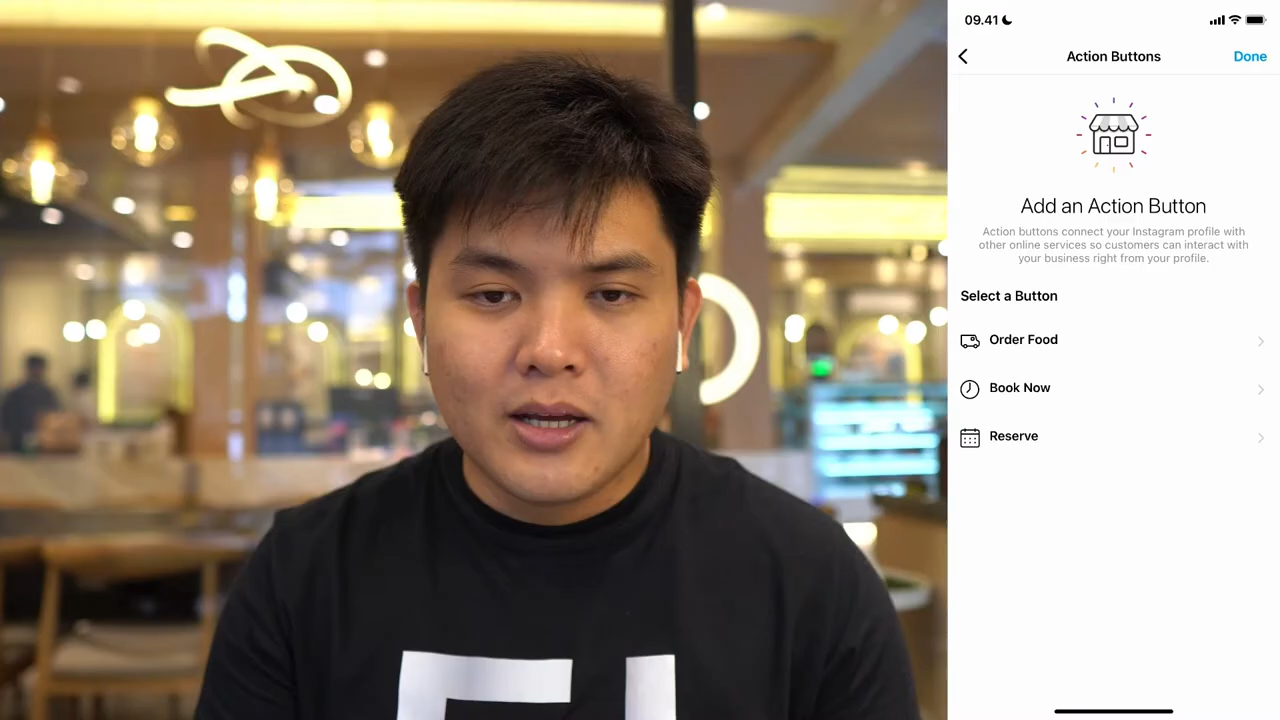 09.41
Action Buttons
Done
Add an Action Button
Action buttons connect your Instagram profile with
other online services so customers can interact with
your business right from your profile.
Select a Button
Order Food
Book Now
Reserve